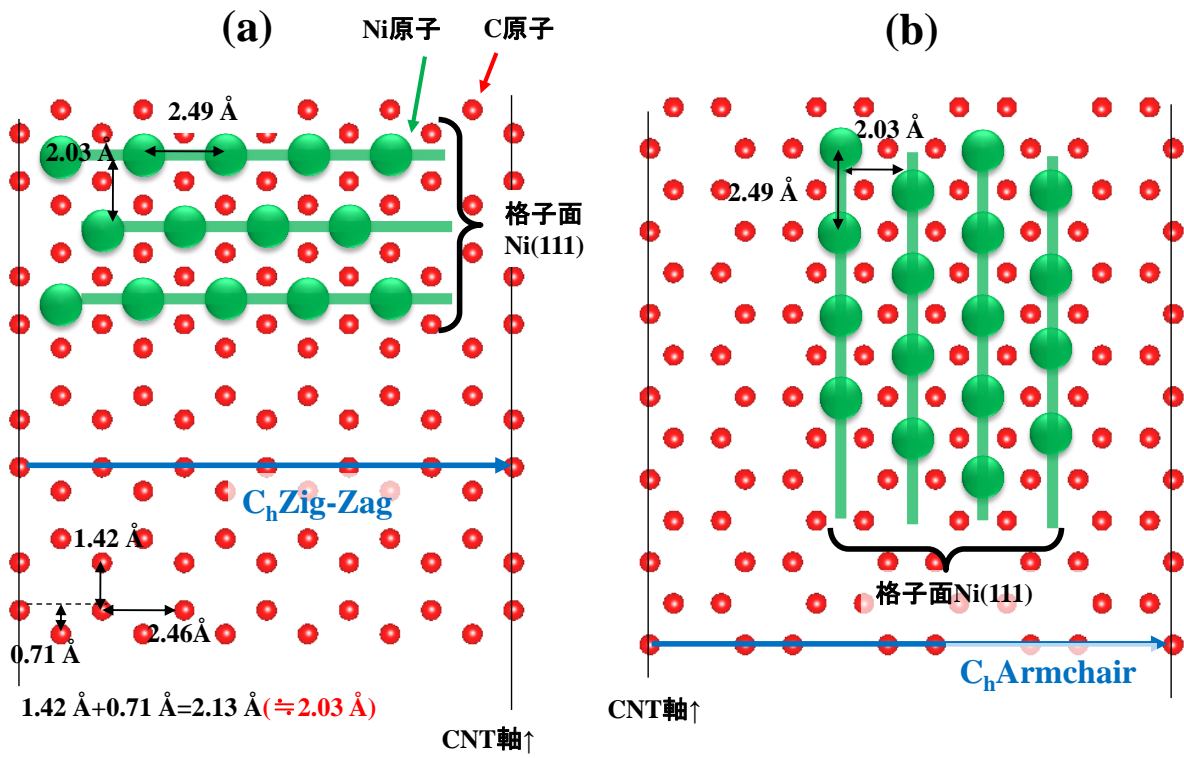 (a)
Ni原子
C原子
2.49 Å
2.03 Å
格子面
Ni(111)
ChZig-Zag
1.42 Å
2.46Å
0.71 Å
1.42 Å+0.71 Å=2.13 Å(≒2.03 Å)
CNT軸↑
(b)
2.03 Å
2.49 Å
格子面Ni(111)
ChArmchair
CNT軸↑